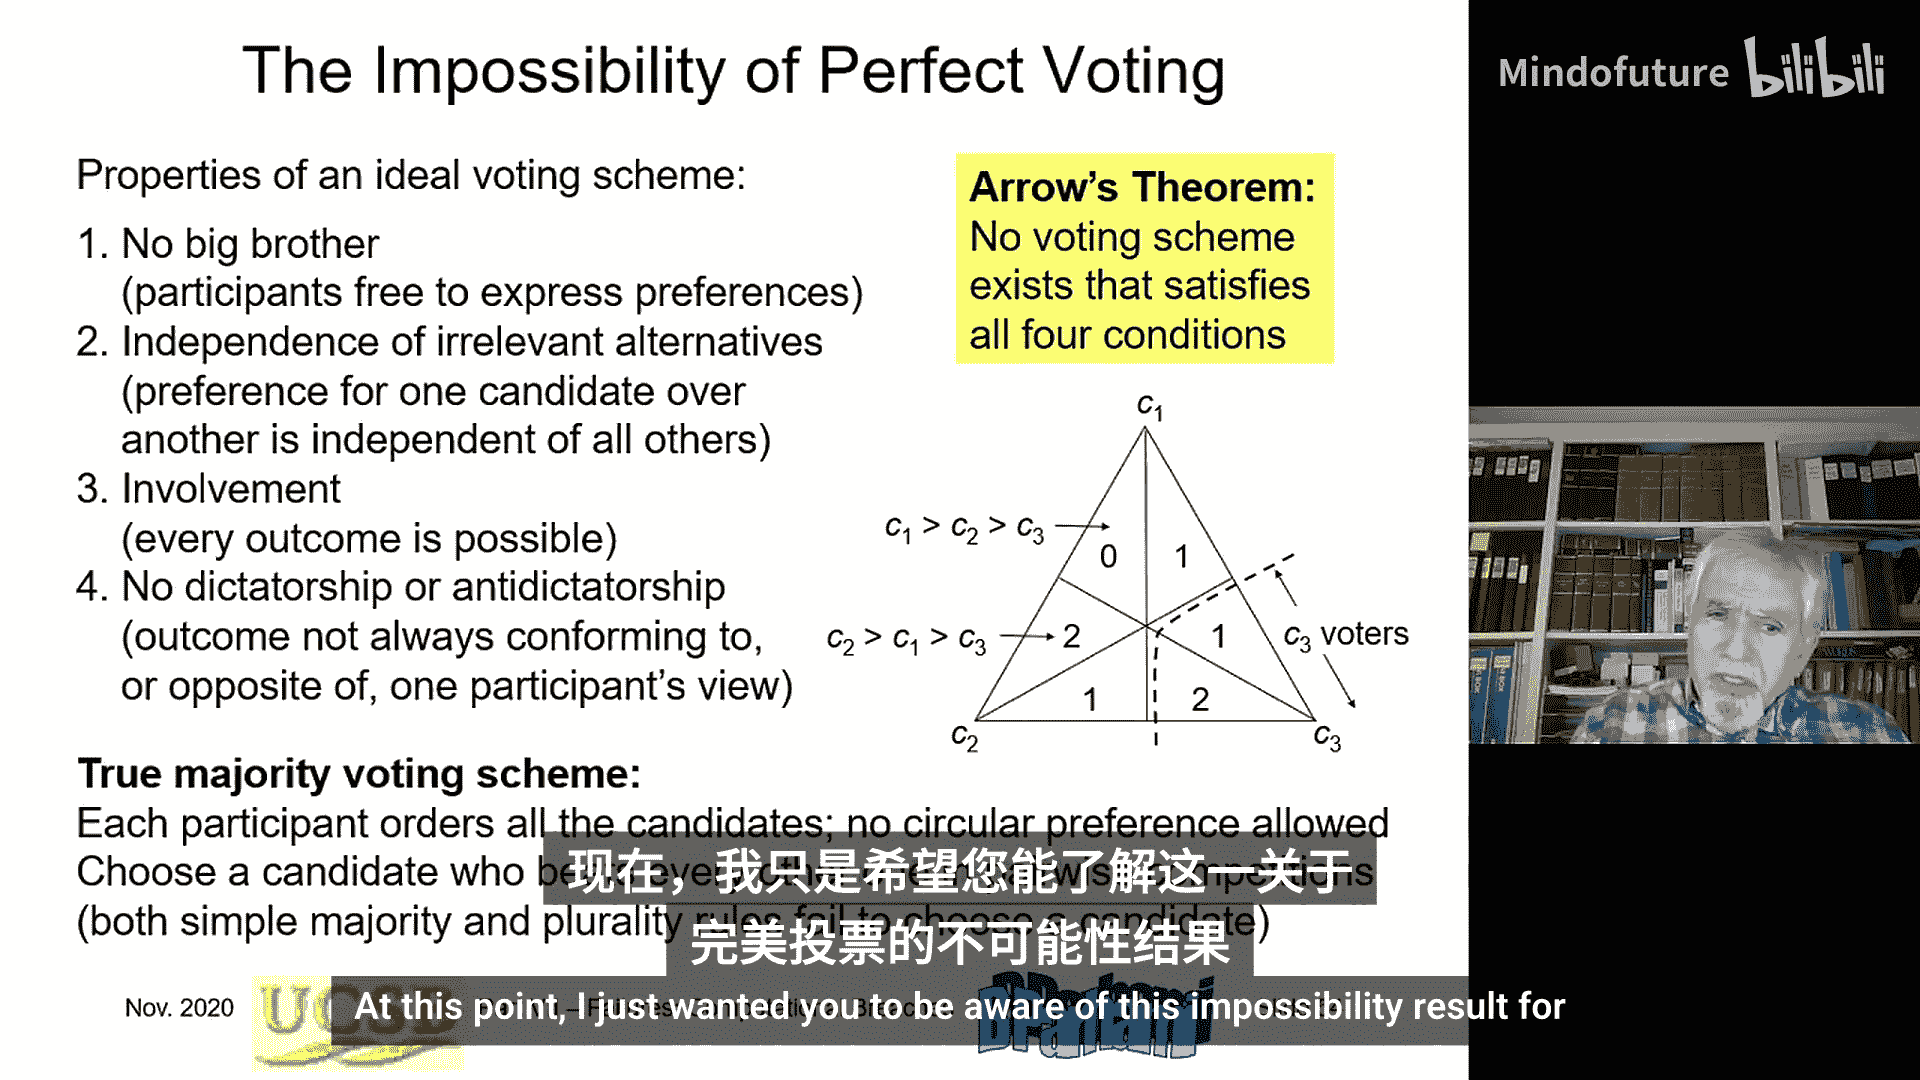 The Impossibility of Perfect Voting
Mindofuture bilibili
Properties of an ideal voting scheme:
1. No big brother
(participants free to express preferences)
2. Independence of irrelevant alternatives
(preference for one candidate over
another is independent of all others)
3. Involvement
(every outcome is possible)
4. No dictatorship or antidictatorship
(outcome not always conforming to,
or opposite of, one participant's view)
Arrow's Theorem:
No voting scheme
exists that satisfies
all four conditions
c1
c1 > c2 > c3
0 1
c2 > c1 > c3
2 1
c3 voters
1 2
c2 c3
True majority voting scheme:
Each participant orders all the candidates; no circular preference allowed
Choose a candidate who
(both simple majority and plurality rules fail to choose a candidate)
现在，我只是希望您能了解这一关于
完美投票的不可能性结果
Nov. 2020
UCSB
BParhami
At this point, I just wanted you to be aware of this impossibility result for